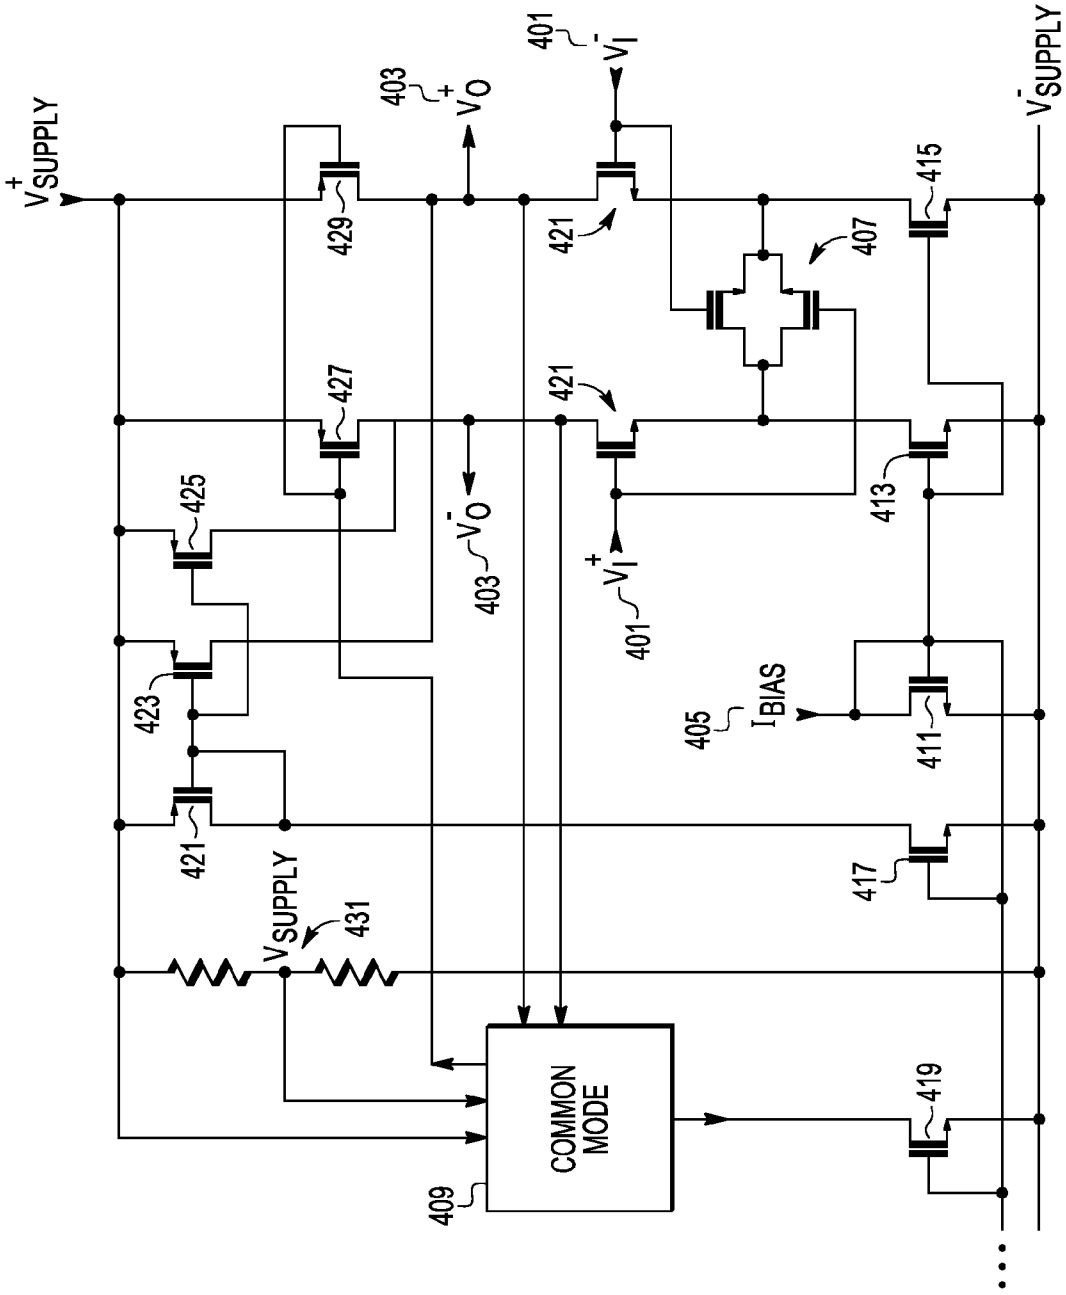 V+SUPPLY
403
V+O
401
V-I
V-SUPPLY
429
421
407
415
427
421
425
V-O
403
V+I
401
413
423
405
IBIAS
411
421
VSUPPLY
431
417
COMMON
MODE
409
419